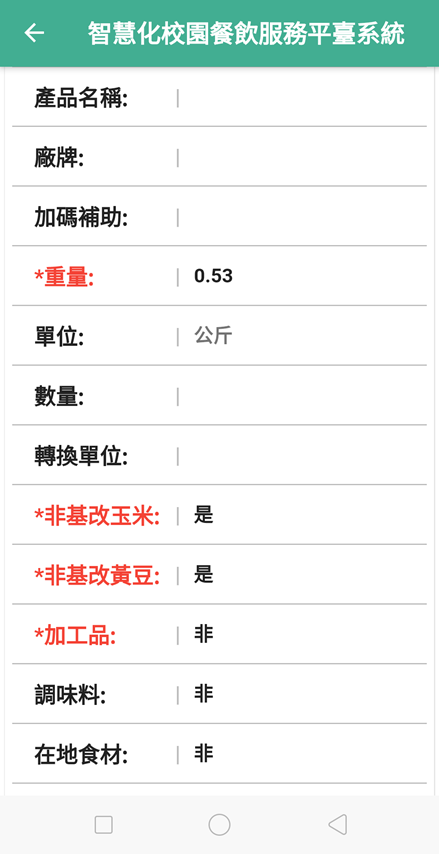 智慧化校園餐飲服務平臺系統
產品名稱: |
廠牌: |
加碼補助: |
*重量: | 0.53
單位: | 公斤
數量: |
轉換單位: |
*非基改玉米: | 是
*非基改黃豆: | 是
*加工品: | 非
調味料: | 非
在地食材: | 非